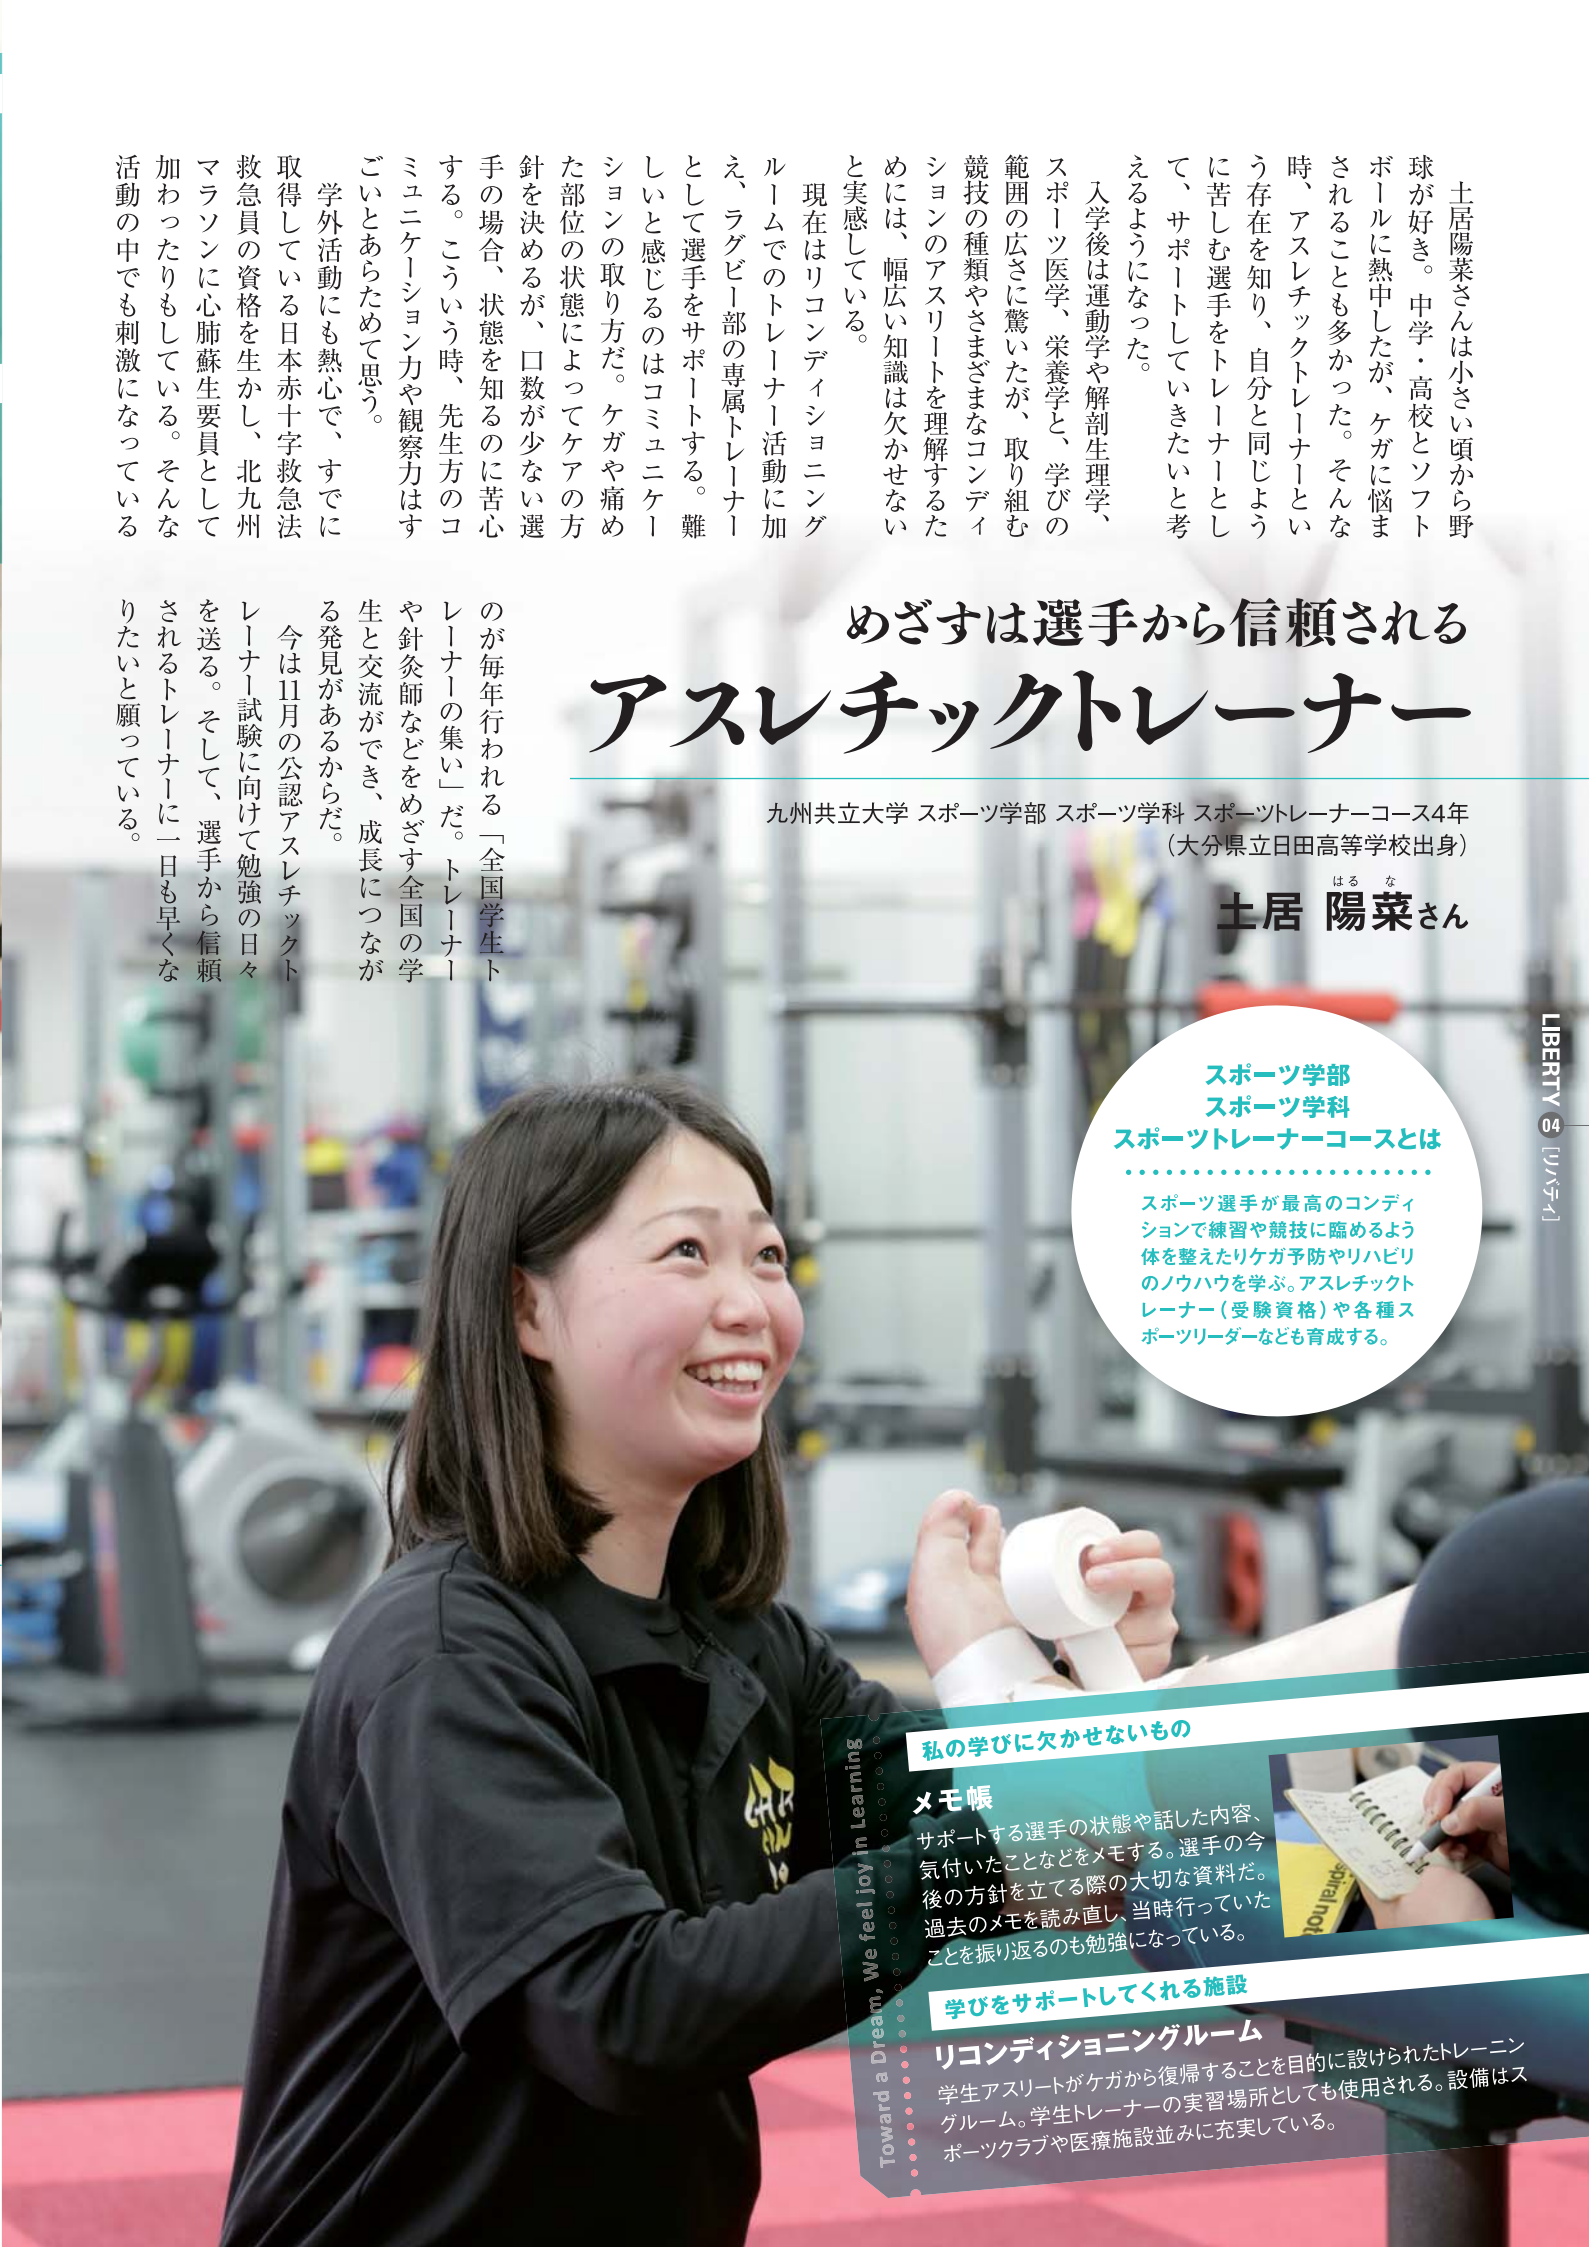 めざすは選手から信頼される
アスレチックトレーナー
九州共立大学 スポーツ学部 スポーツ学科 スポーツトレーナーコース4年
（大分県立日田高等学校出身）
はる な
土居 陽菜さん
土居陽菜さんは小さい頃から野
球が好き。中学・高校とソフト
ボールに熱中したが、ケガに悩ま
されることも多かった。そんな
時、アスレチックトレーナーとい
う存在を知り、自分と同じよう
に苦しむ選手をトレーナーとし
て、サポートしていきたいと考
えるようになった。
入学後は運動学や解剖生理学、
スポーツ医学、栄養学と、学びの
範囲の広さに驚いたが、取り組む
競技の種類やさまざまなコンディ
ションのアスリートを理解するた
めには、幅広い知識は欠かせない
と実感している。
現在はリコンディショニング
ルームでのトレーナー活動に加
え、ラグビー部の専属トレーナー
として選手をサポートする。難
しいと感じるのはコミュニケー
ションの取り方だ。ケガや痛め
た部位の状態によってケアの方
針を決めるが、口数が少ない選
手の場合、状態を知るのに苦心
する。こういう時、先生方のコ
ミュニケーション力や観察力はす
ごいとあらためて思う。
学外活動にも熱心で、すでに
取得している日本赤十字救急法
救急員の資格を生かし、北九州
マラソンに心肺蘇生要員として
加わったりもしている。そんな
活動の中でも刺激になっている
のが毎年行われる「全国学生ト
レーナーの集い」だ。トレーナー
や針灸師などをめざす全国の学
生と交流ができ、成長につなが
る発見があるからだ。
今は11月の公認アスレチックト
レーナー試験に向けて勉強の日々
を送る。そして、選手から信頼
されるトレーナーに一日も早くな
りたいと願っている。
LIBERTY 04 [リバティ]
スポーツ学部
スポーツ学科
スポーツトレーナーコースとは
スポーツ選手が最高のコンディ
ションで練習や競技に臨めるよう
体を整えたりケガ予防やリハビリ
のノウハウを学ぶ。アスレチックト
レーナー（受験資格）や各種ス
ポーツリーダーなども育成する。
Toward a Dream, We feel joy in Learning
私の学びに欠かせないもの
メモ帳
サポートする選手の状態や話した内容、
気付いたことなどをメモする。選手の今
後の方針を立てる際の大切な資料だ。
過去のメモを読み直し、当時行っていた
ことを振り返るのも勉強になっている。
spiral not
学びをサポートしてくれる施設
リコンディショニングルーム
学生アスリートがケガから復帰することを目的に設けられたトレーニン
グルーム。学生トレーナーの実習場所としても使用される。設備はス
ポーツクラブや医療施設並みに充実している。